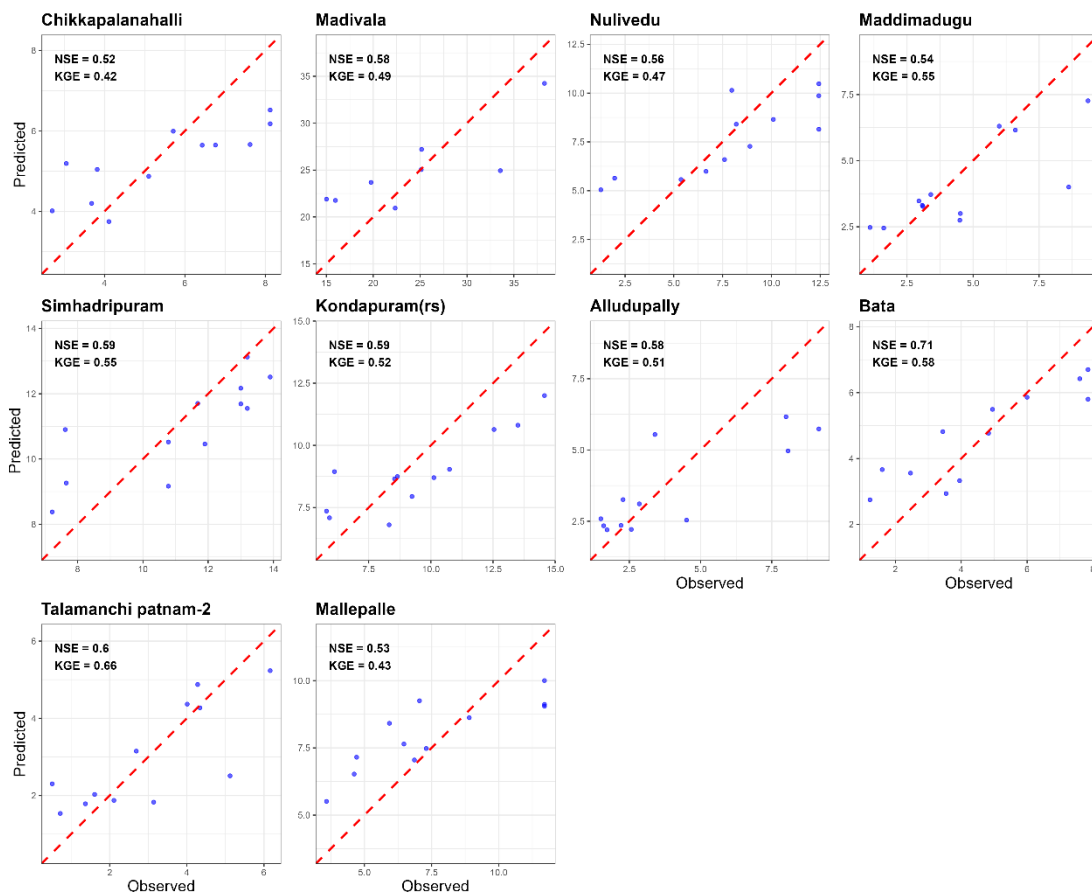 Chikkapalanahalli
NSE = 0.52
KGE = 0.42
8
6
4
4
6
8
Predicted
Madivala
NSE = 0.58
KGE = 0.49
35
30
25
20
15
15
20
25
30
35
Nulivedu
NSE = 0.56
KGE = 0.47
12.5
10.0
7.5
5.0
2.5
2.5
5.0
7.5
10.0
12.5
Maddimadugu
NSE = 0.54
KGE = 0.55
7.5
5.0
2.5
2.5
5.0
7.5
Simhadripuram
NSE = 0.59
KGE = 0.55
14
12
10
8
8
10
12
14
Predicted
Kondapuram(rs)
NSE = 0.59
KGE = 0.52
15.0
12.5
10.0
7.5
7.5
10.0
12.5
15.0
Alludupally
NSE = 0.58
KGE = 0.51
7.5
5.0
2.5
2.5
5.0
7.5
Observed
Bata
NSE = 0.71
KGE = 0.58
8
6
4
2
2
4
6
8
Observed
Talamanchi patnam-2
NSE = 0.6
KGE = 0.66
6
4
2
2
4
6
Predicted
Observed
Mallepalle
NSE = 0.53
KGE = 0.43
10.0
7.5
5.0
5.0
7.5
10.0
Observed